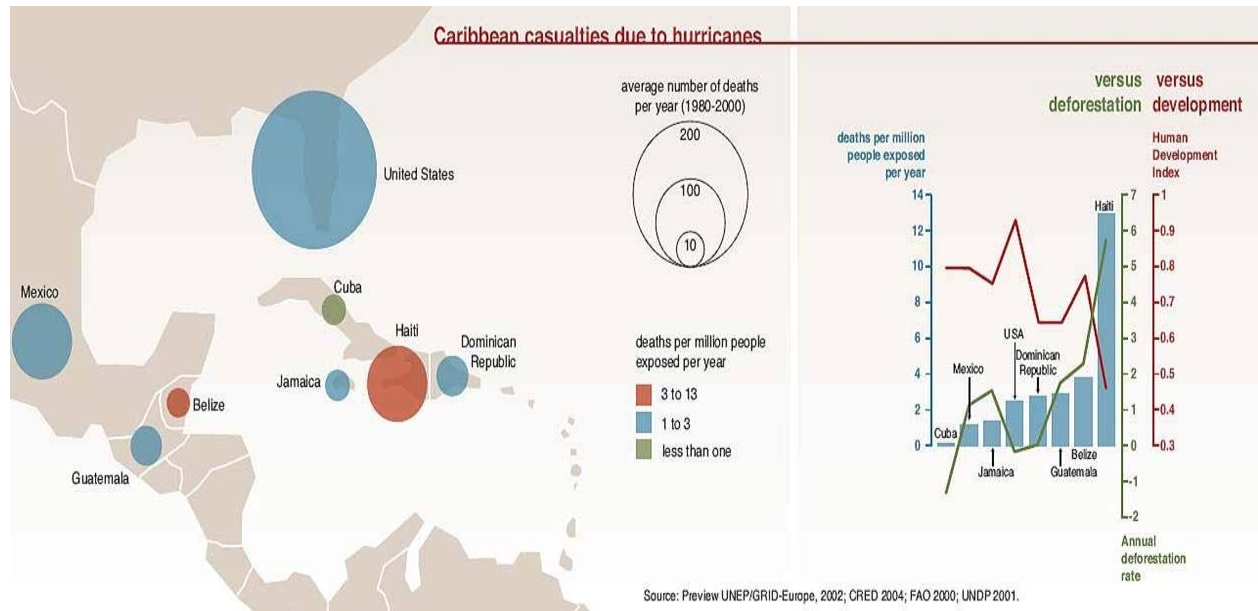 Caribbean casualties due to hurricanes
average number of deaths
per year (1980-2000)
200
100
10
United States
Mexico
Cuba
Haiti
Dominican
Republic
Jamaica
Belize
Guatemala
deaths per million people
exposed per year
3 to 13
1 to 3
less than one
versus
deforestation
versus
development
deaths per million
people exposed
per year
Human
Development
Index
14
12
10
8
6
4
2
0
Haiti
USA
Dominican
Republic
Mexico
Cuba
Jamaica
Belize
Guatemala
7
6
5
4
3
2
1
0
-1
-2
1
0.9
0.8
0.7
0.6
0.5
0.4
0.3
Annual
deforestation
rate
Source: Preview UNEP/GRID-Europe, 2002; CRED 2004; FAO 2000; UNDP 2001.